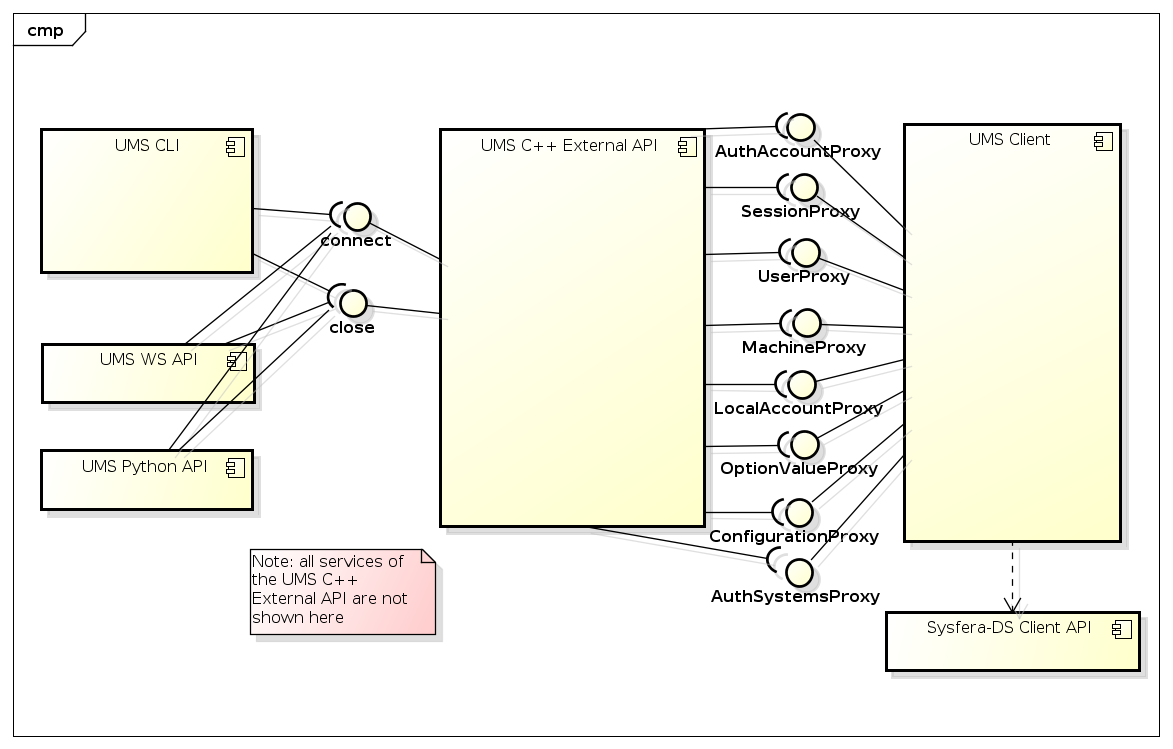 cmp
UMS CLI
UMS C++ External API
UMS Client
AuthAccountProxy
SessionProxy
connect
UserProxy
close
MachineProxy
UMS WS API
LocalAccountProxy
UMS Python API
OptionValueProxy
ConfigurationProxy
AuthSystemsProxy
Note: all services of
the UMS C++
External API are not
shown here
Sysfera-DS Client API